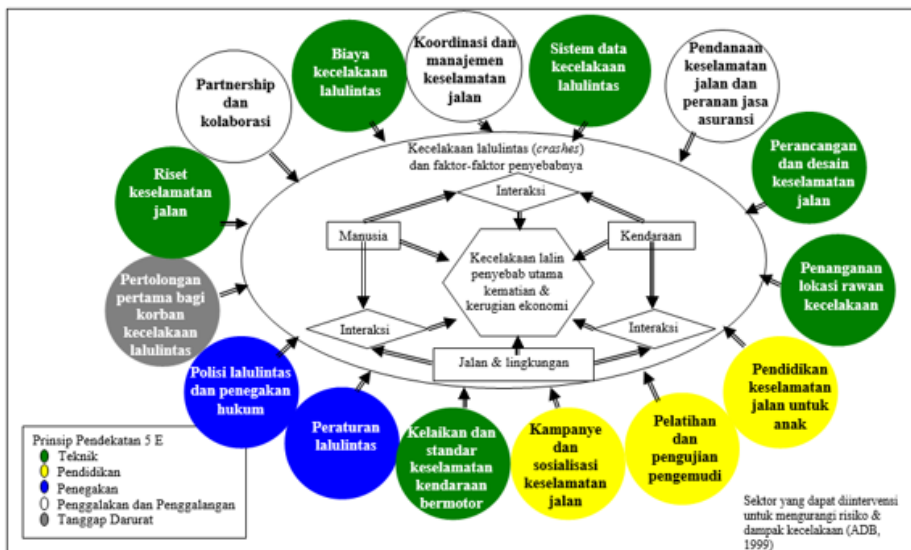 Biaya
kecelakaan
lalulintas
Koordinasi dan
manajemen
keselamatan
jalan
Sistem data
kecelakaan
lalulintas
Pendanaan
keselamatan
jalan dan
peranan jasa
asuransi
Partnership
dan
kolaborasi
Perancangan
dan desain
keselamatan
jalan
Riset
keselamatan
jalan
Kecelakaan lalulintas (crashes)
dan faktor-faktor penyebabnya
Interaksi
Manusia
Kendaraan
Kecelakaan lalin
penyebab utama
kematian &
kerugian ekonomi
Interaksi
Interaksi
Jalan & lingkungan
Penanganan
lokasi rawan
kecelakaan
Pertolongan
pertama bagi
korban
kecelakaan
lalulintas
Polisi lalulintas
dan penegakan
hukum
Peraturan
lalulintas
Kelaikan dan
standar
keselamatan
kendaraan
bermotor
Kampanye
dan
sosialisasi
keselamatan
jalan
Pelatihan
dan
pengujian
pengemudi
Pendidikan
keselamatan
jalan untuk
anak
Prinsip Pendekatan 5 E
Teknik
Pendidikan
Penegakan
Penggalakan dan Penggalangan
Tanggap Darurat
Sektor yang dapat diintervensi
untuk mengurangi risiko &
dampak kecelakaan (ADB,
1999)